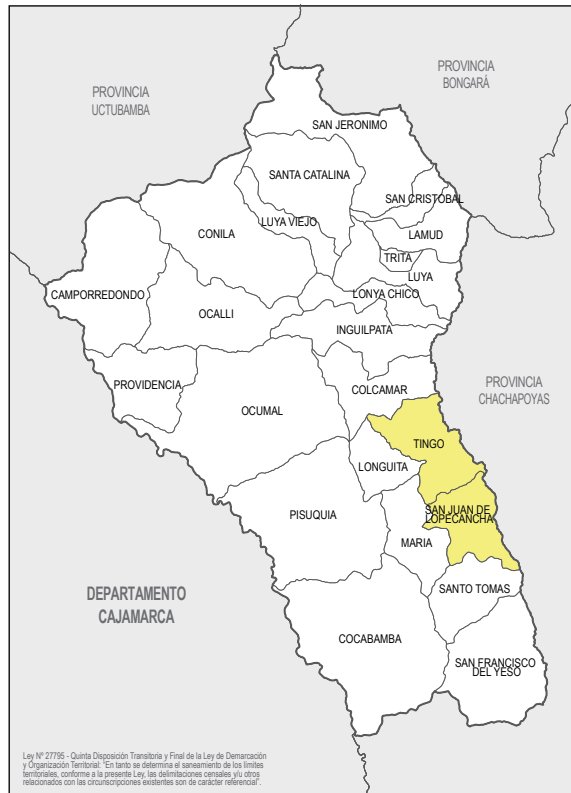 PROVINCIA
UCTUBAMBA
PROVINCIA
BONGARÁ
SAN JERONIMO
SANTA CATALINA
SAN CRISTOBAL
LUYA VIEJO
CONILA
LAMUD
TRITA
LUYA
CAMPORREDONDO
LONYA CHICO
OCALLI
INGUILPATA
PROVIDENCIA
COLCAMAR
PROVINCIA
CHACHAPOYAS
OCUMAL
TINGO
LONGUITA
PISUQUIA
SAN JUAN DE
LOPECANCHA
MARIA
DEPARTAMENTO
CAJAMARCA
SANTO TOMAS
COCABAMBA
SAN FRANCISCO
DEL YESO
Ley Nº 27795 - Quinta Disposición Transitoria y Final de la Ley de Demarcación
y Organización Territorial: "En tanto se determina el saneamiento de los límites
territoriales, conforme a la presente Ley, las delimitaciones censales y/u otros
relacionados con las circunscripciones existentes son de carácter referencial".